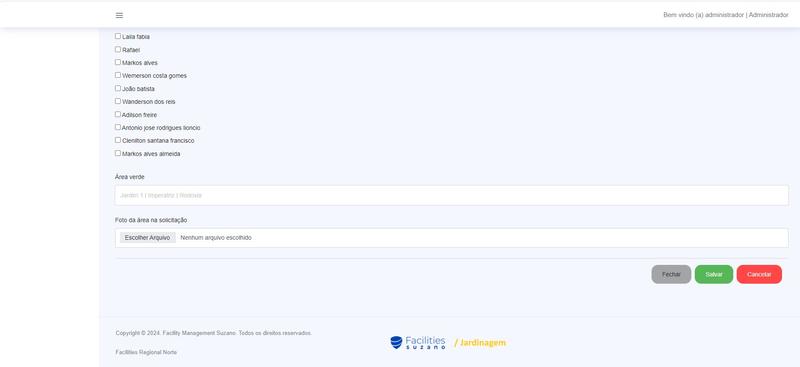 Bem vindo (a) administrador | Administrador
Laila fabia
Rafael
Markos alves
Wemerson costa gomes
João batista
Wanderson dos reis
Adilson freire
Antonio jose rodrigues lioncio
Clenilton santana francisco
Markos alves almeida
Área verde
Jardim 1 | Imperatriz | Rodovia
Foto da área na solicitação
Escolher Arquivo Nenhum arquivo escolhido
Fechar Salvar Cancelar
Copyright © 2024. Facility Management Suzano. Todos os direitos reservados.
Facilities Regional Norte
Facilities
suzano
/ Jardinagem